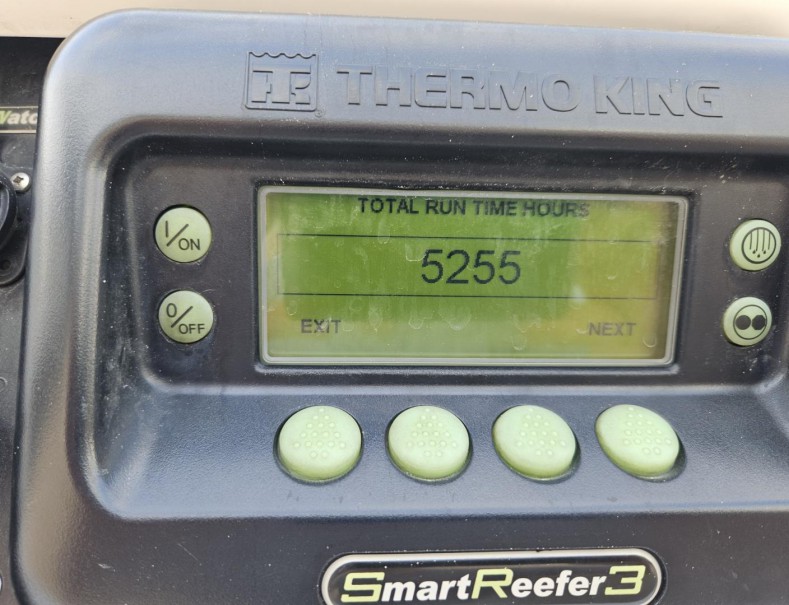 THERMO KING
TOTAL RUN TIME HOURS
I/ON
5255
0/OFF
EXIT
NEXT
SmartReefer3